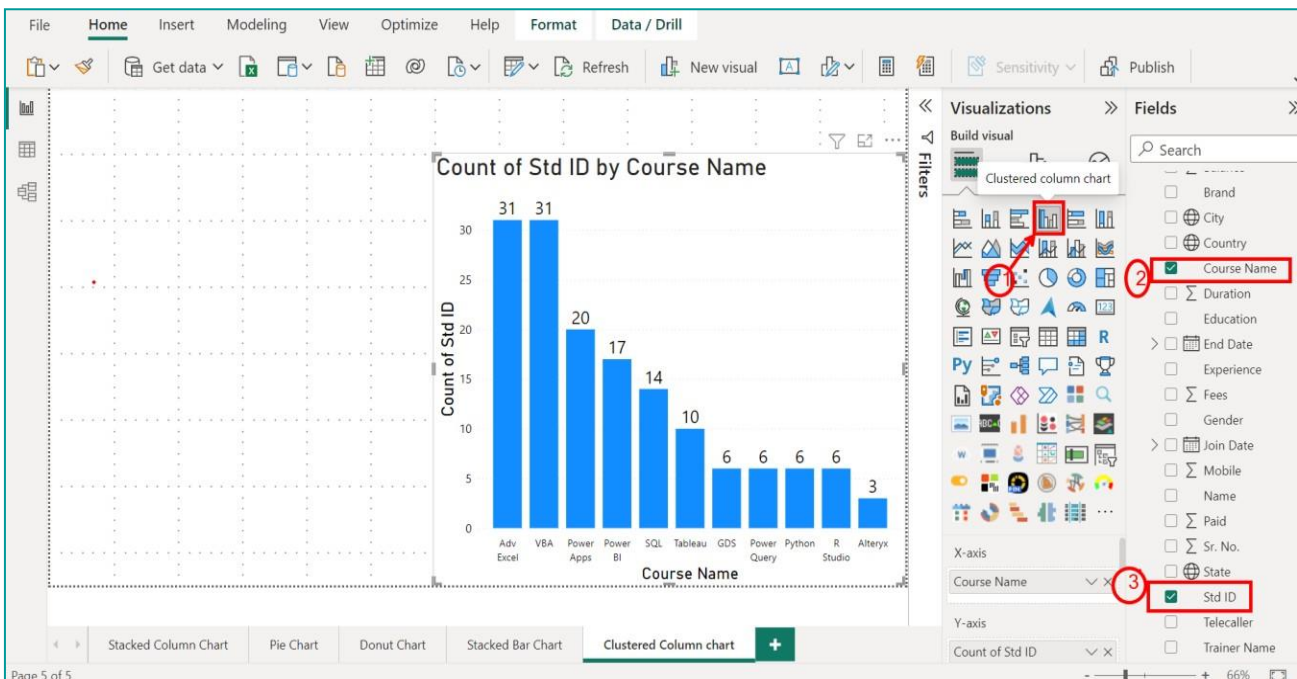 File Home Insert Modeling View Optimize Help Format Data / Drill
Get data Refresh New visual A Sensitivity Publish
Visualizations
Fields
Build visual
Search
Filters
Clustered column chart
Brand
City
Country
Course Name
Duration
Education
End Date
Experience
Fees
Gender
Join Date
Mobile
Name
Paid
Sr. No.
State
Std ID
Telecaller
Trainer Name
1
2
3
123
R
Py
Count of Std ID by Course Name
31 31 20 17 14 10 6 6 6 6 3
30
25
20
15
10
5
0
Count of Std ID
Adv Excel VBA Power Apps Power BI SQL Tableau GDS Power Query Python R Studio Alteryx
Course Name
X-axis
Course Name
Y-axis
Count of Std ID
Stacked Column Chart Pie Chart Donut Chart Stacked Bar Chart Clustered Column chart +
Page 5 of 5
- + 66%